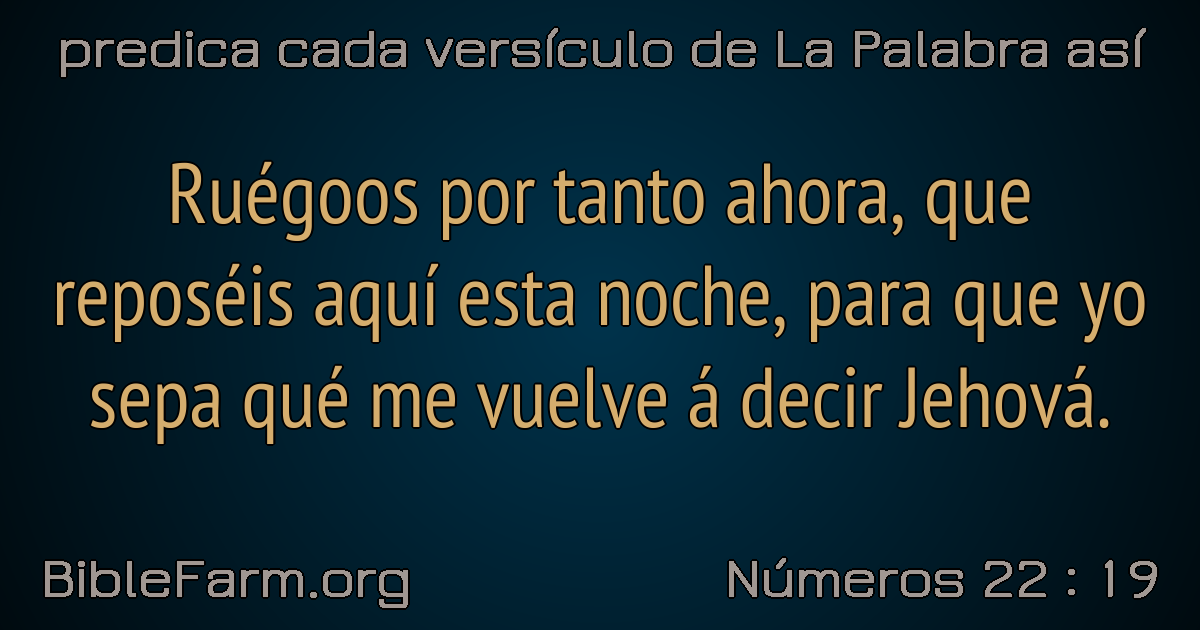 predica cada versículo de La Palabra así
Ruégoos por tanto ahora, que
reposéis aquí esta noche, para que yo
sepa qué me vuelve á decir Jehová.
BibleFarm.org
Números 22 : 19